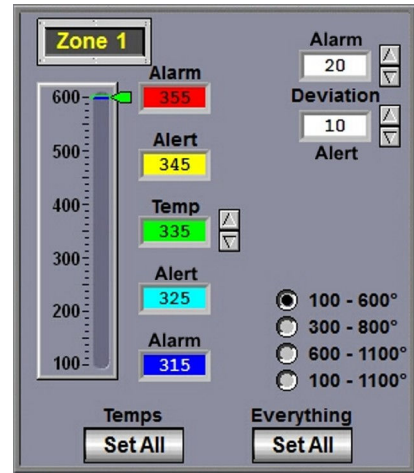 Zone 1
Alarm
20
Deviation
10
Alert
Alarm
355
Alert
345
Temp
335
Alert
325
Alarm
315
600
500
400
300
200
100
100 - 600°
300 - 800°
600 - 1100°
100 - 1100°
Temps
Set All
Everything
Set All